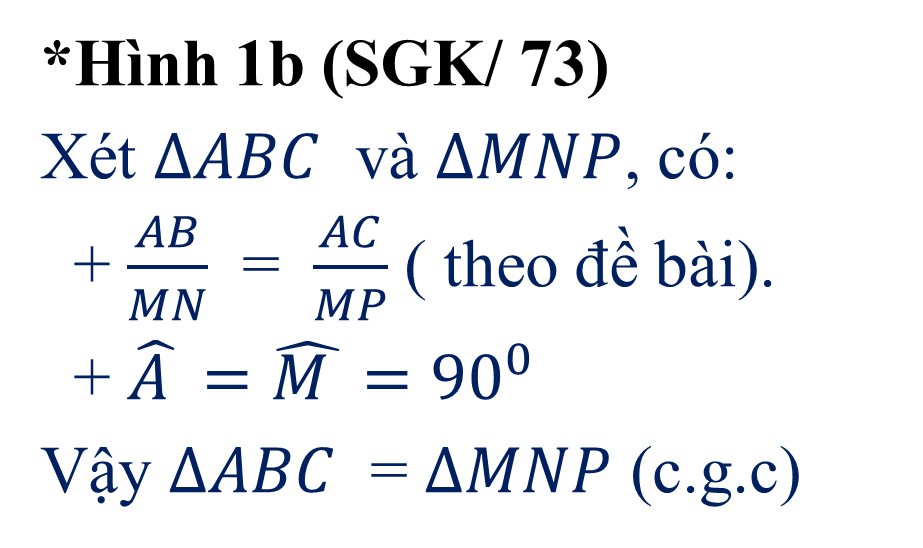 *Hình 1b (SGK/ 73)
Xét ΔABC và ΔMNP, có:
+ AB/MN = AC/MP ( theo đề bài).
+ Â = M̂ = 90⁰
Vậy ΔABC = ΔMNP (c.g.c)